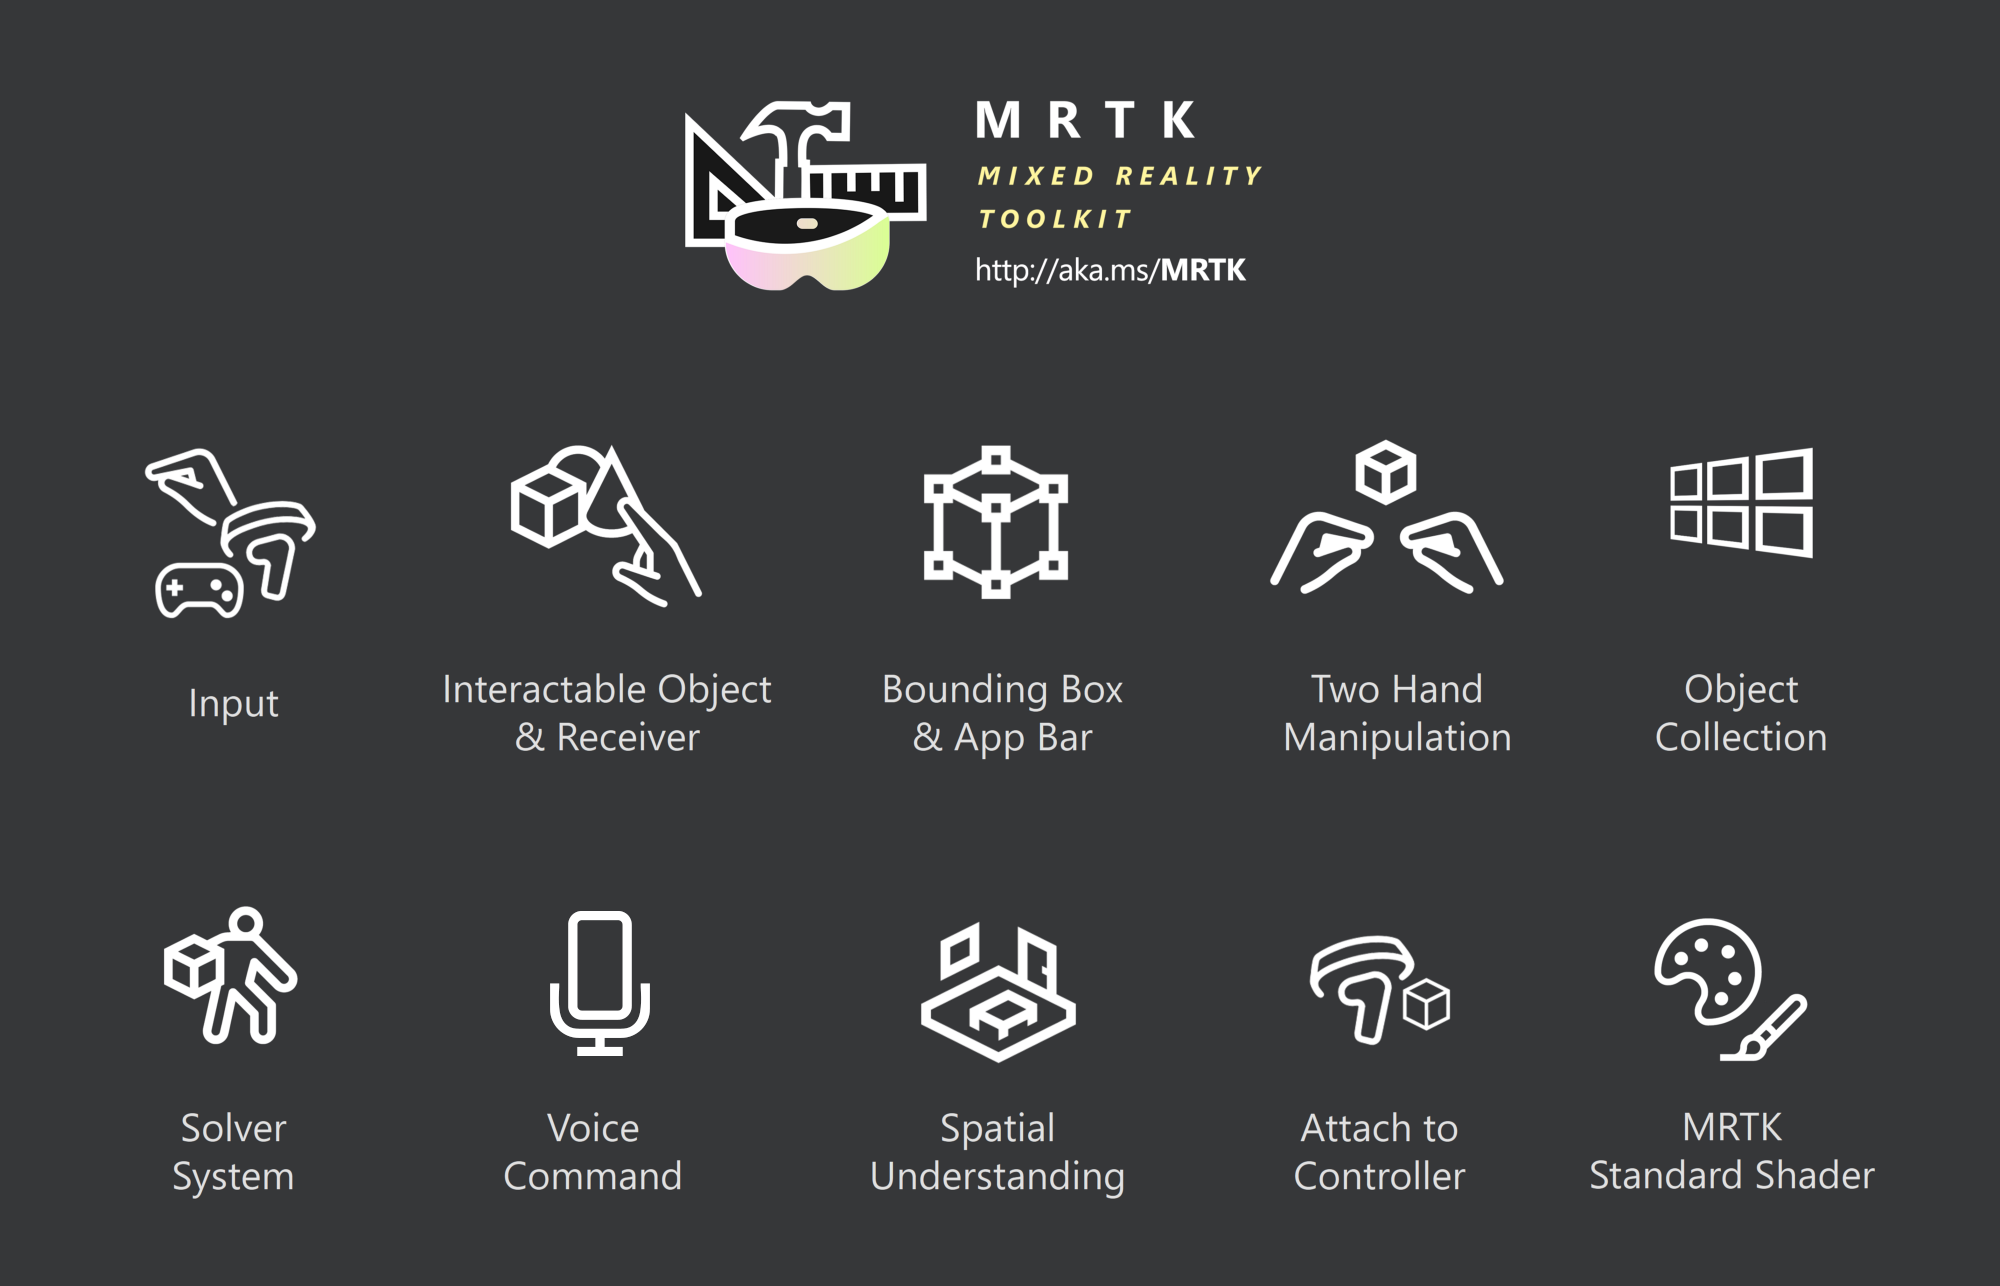 MRTK
MIXED REALITY
TOOLKIT
http://aka.ms/MRTK
Input
Interactable Object
& Receiver
Bounding Box
& App Bar
Two Hand
Manipulation
Object
Collection
Solver
System
Voice
Command
Spatial
Understanding
Attach to
Controller
MRTK
Standard Shader